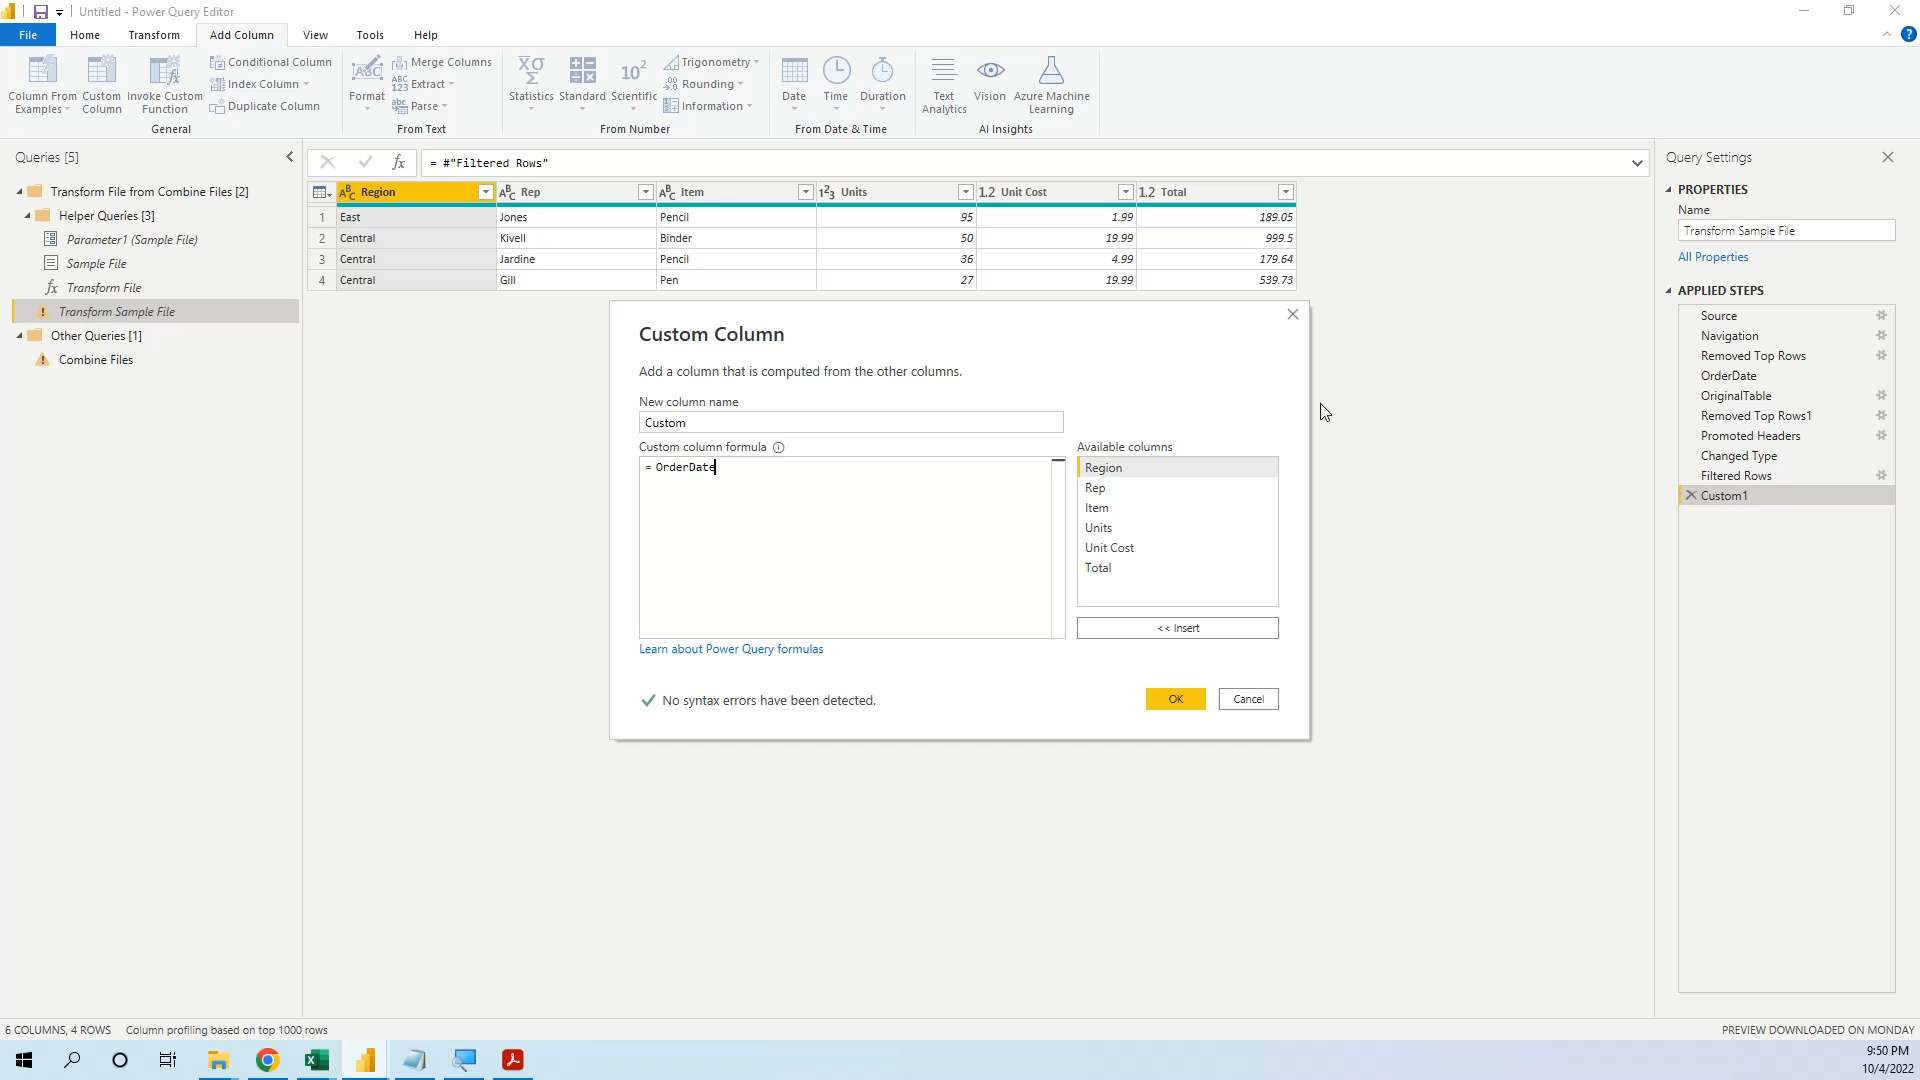 Untitled - Power Query Editor
File Home Transform Add Column View Tools Help
Column From Examples
Custom Column
Invoke Custom Function
Conditional Column
Index Column
Duplicate Column
General
Format
Merge Columns
Extract
Parse
From Text
Statistics
Standard
Scientific
Trigonometry
Rounding
Information
From Number
Date
Time
Duration
From Date & Time
Text Analytics
Vision
Azure Machine Learning
AI Insights
Queries [5]
Transform File from Combine Files [2]
Helper Queries [3]
Parameter1 (Sample File)
Sample File
Transform File
Transform Sample File
Other Queries [1]
Combine Files
= #"Filtered Rows"
Region Rep Item Units Unit Cost Total
1 East Jones Pencil 95 1.99 189.05
2 Central Kivell Binder 50 19.99 999.5
3 Central Jardine Pencil 36 4.99 179.64
4 Central Gill Pen 27 19.99 539.73
Custom Column
Add a column that is computed from the other columns.
New column name
Custom
Custom column formula
= OrderDate
Available columns
Region
Rep
Item
Units
Unit Cost
Total
<< Insert
Learn about Power Query formulas
No syntax errors have been detected.
OK
Cancel
Query Settings
PROPERTIES
Name
Transform Sample File
All Properties
APPLIED STEPS
Source
Navigation
Removed Top Rows
OrderDate
OriginalTable
Removed Top Rows1
Promoted Headers
Changed Type
Filtered Rows
Custom1
6 COLUMNS, 4 ROWS Column profiling based on top 1000 rows
PREVIEW DOWNLOADED ON MONDAY
9:50 PM
10/4/2022